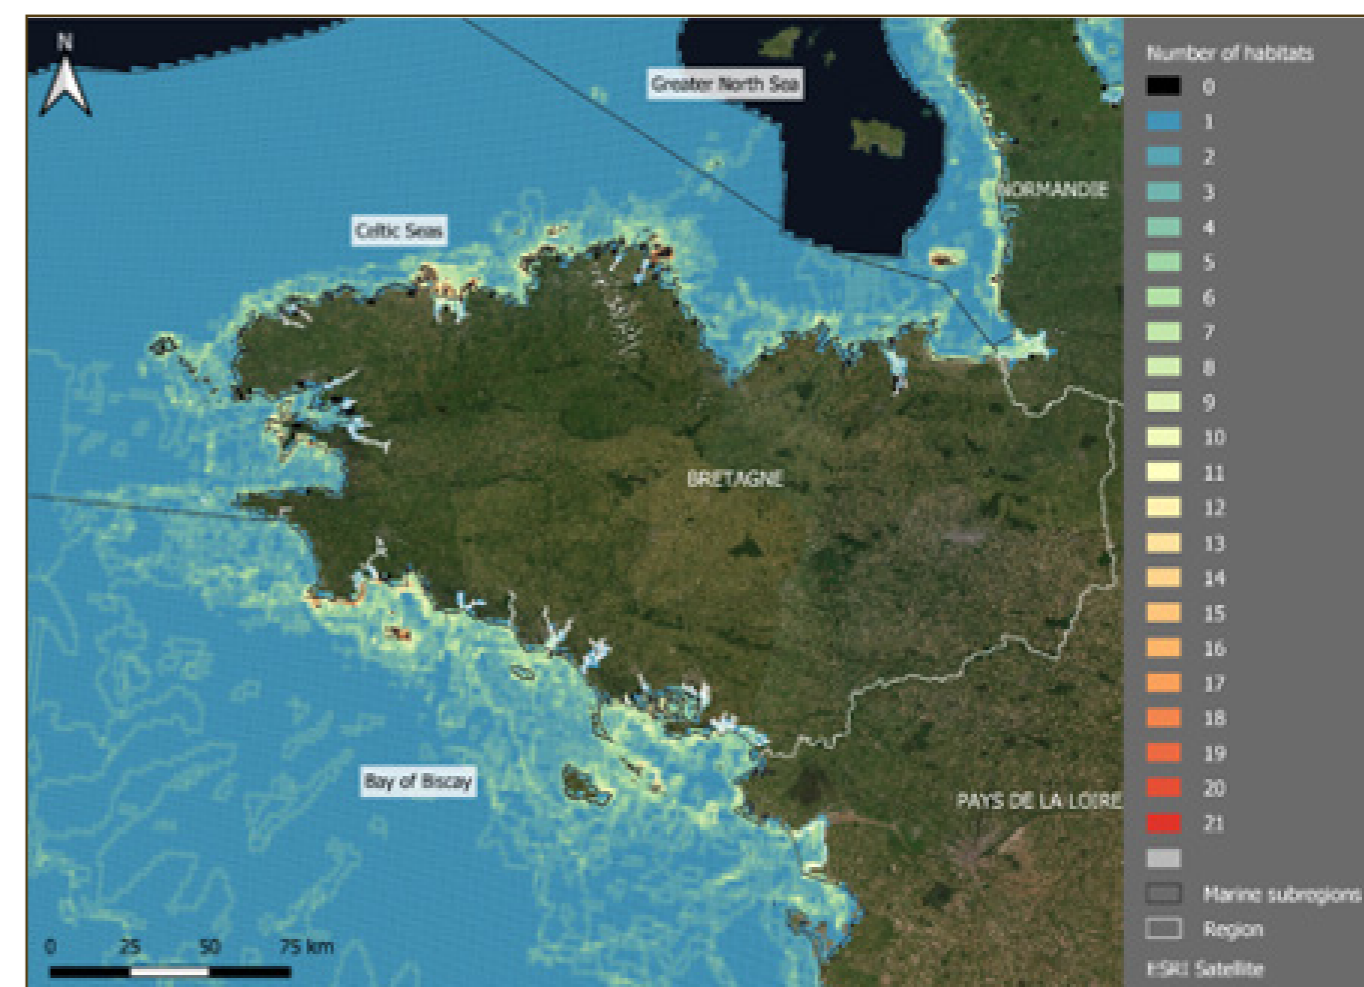 N
Greater North Sea
Celtic Seas
NORMANDIE
BRETAGNE
Bay of Biscay
PAYS DE LA LOIRE
0 25 50 75 km
Number of habitats
0
1
2
3
4
5
6
7
8
9
10
11
12
13
14
15
16
17
18
19
20
21
Marine subregions
Region
ESRI Satellite